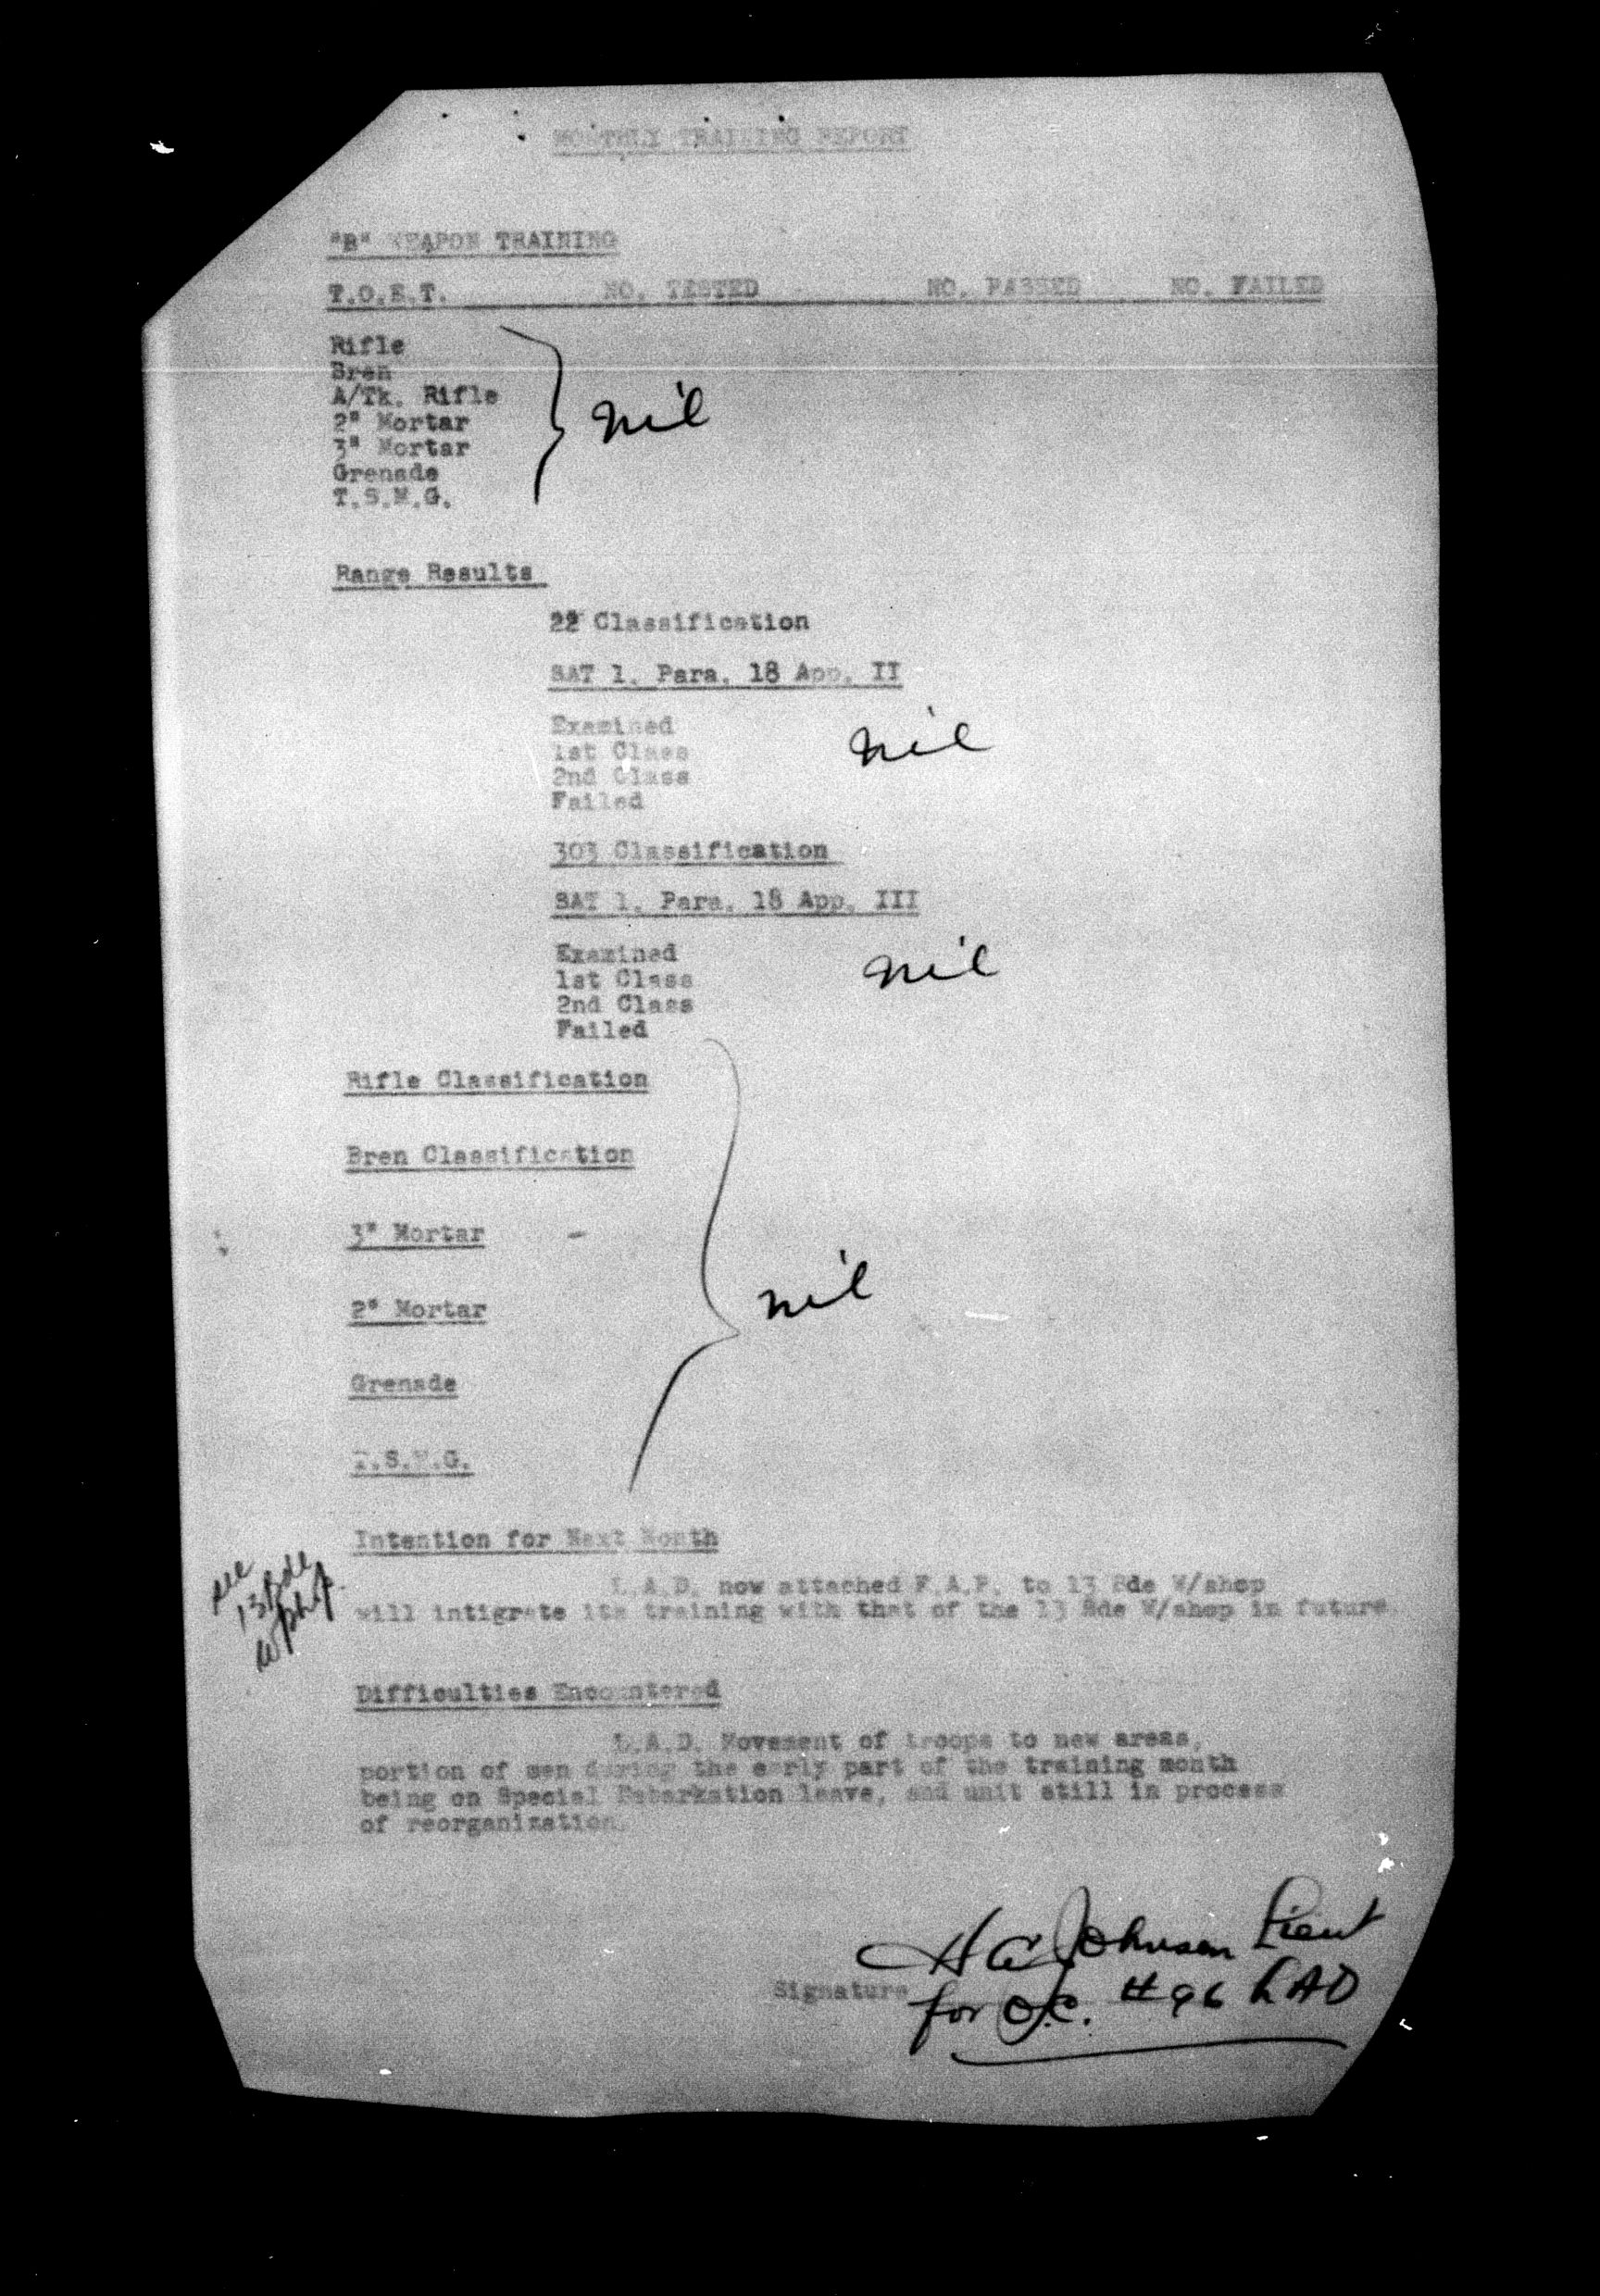 MONTHLY TRAINING REPORT
"B" WEAPON TRAINING
T.O.E.T. NO. TESTED NO. PASSED NO. FAILED
Rifle
Bren
A/Tk. Rifle
2" Mortar
3" Mortar
Grenade
T.S.M.G.
nil
Range Results
22 Classification
SAT 1. Para. 18 App. II
Examined
1st Class
2nd Class
Failed
nil
303 Classification
SAT 1. Para. 18 App. III
Examined
1st Class
2nd Class
Failed
nil
Rifle Classification
Bren Classification
3" Mortar -
2" Mortar
Grenade
T.S.M.G.
nil
Intention for Next Month
see
13 Bde
W/shop.
L.A.D. now attached F.A.P. to 13 Bde W/shop
will intigrate its training with that of the 13 Bde W/shop in future.
Difficulties Encountered
L.A.D. Movement of troops to new areas,
portion of men during the early part of the training month
being on Special Embarkation leave, and unit still in process
of reorganization.
H Johnson Lieut
Signature for O.C. #96 LAD